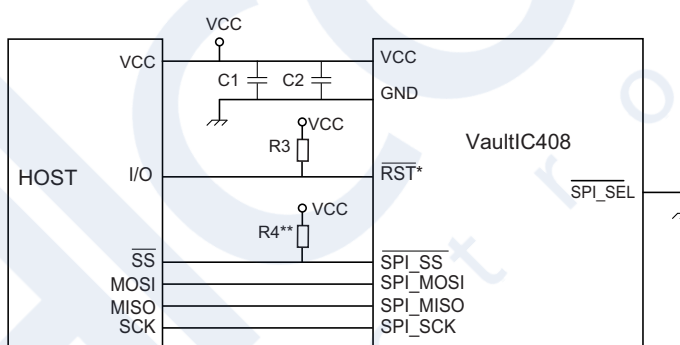 VCC
VCC
VCC
C1
C2
GND
VCC
R3
VaultIC408
HOST
I/O
RST*
SPI_SEL
VCC
R4**
SS
SPI_SS
MOSI
SPI_MOSI
MISO
SPI_MISO
SCK
SPI_SCK